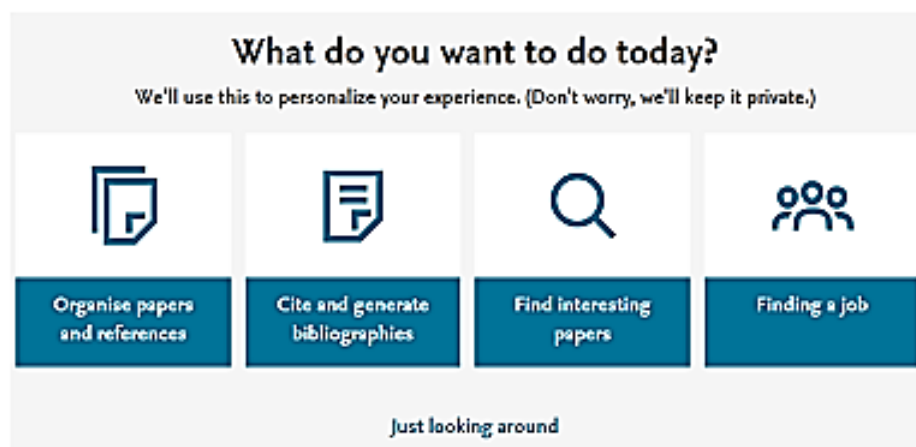 What do you want to do today?
We'll use this to personalize your experience. (Don't worry, we'll keep it private.)
Organise papers
and references
Cite and generate
bibliographies
Find interesting
papers
Finding a job
Just looking around